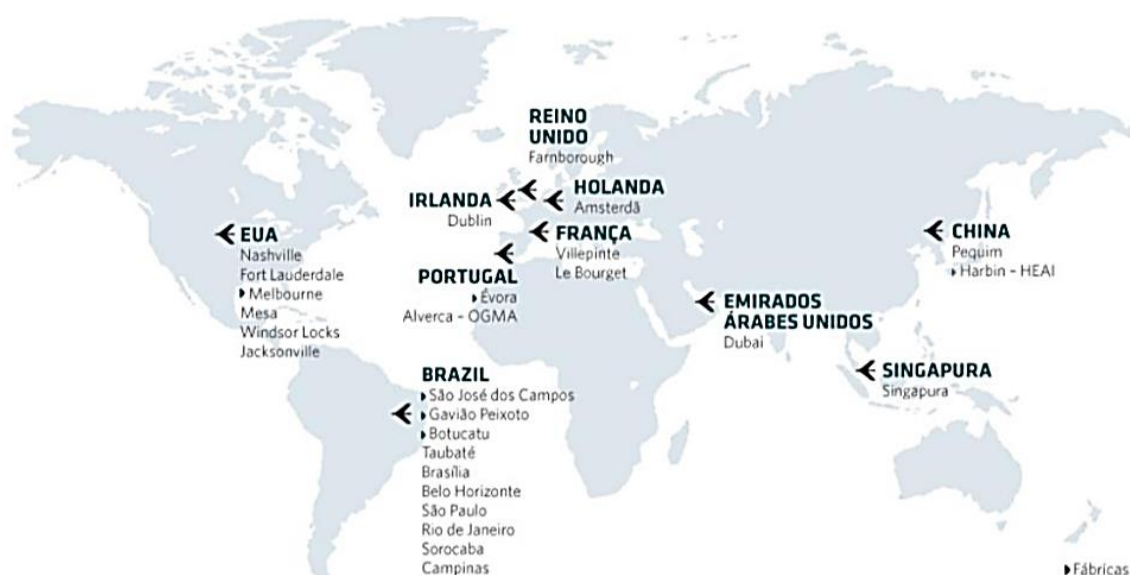 REINO
UNIDO
Farnborough
IRLANDA
Dublin
HOLANDA
Amsterdã
EUA
Nashville
Fort Lauderdale
Melbourne
Mesa
Windsor Locks
Jacksonville
FRANÇA
Villepinte
Le Bourget
PORTUGAL
Évora
Alverca – OGMA
CHINA
Pequim
Harbin – HEAI
EMIRADOS
ÁRABES UNIDOS
Dubai
SINGAPURA
Singapura
BRAZIL
São José dos Campos
Gavião Peixoto
Botucatu
Taubaté
Brasília
Belo Horizonte
São Paulo
Rio de Janeiro
Sorocaba
Campinas
Fábricas